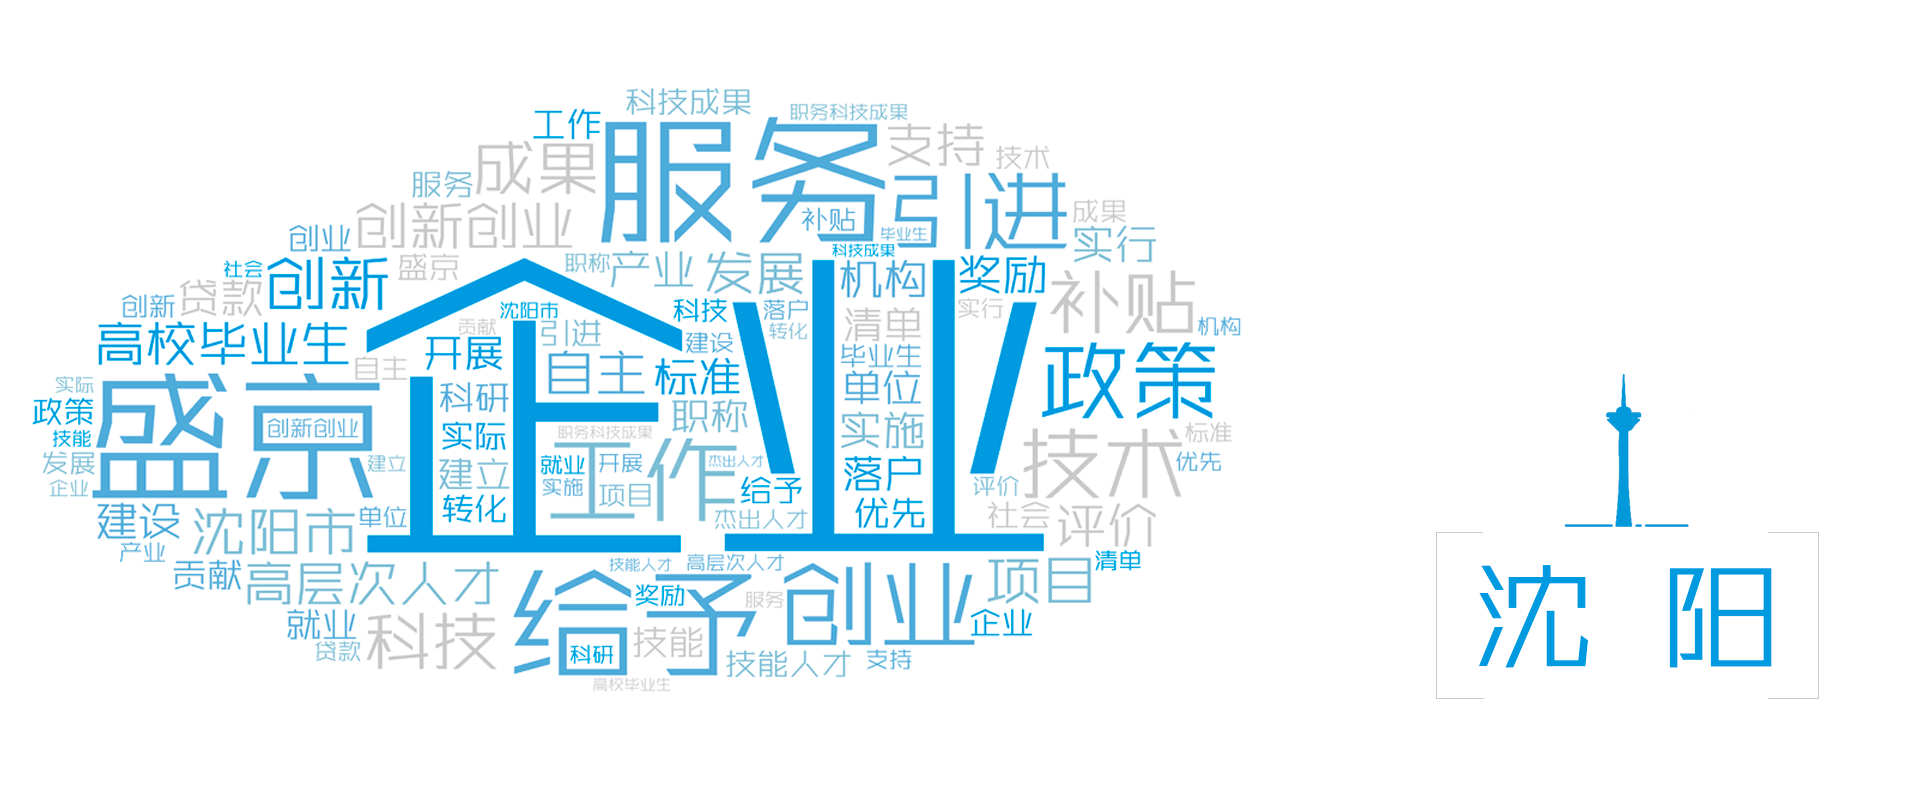 科技成果
职务科技成果
工作
服务
支持
成果
技术
服务
引进
创新创业
补贴
成果
创业
毕业生
实行
科技成果
社会
创新
盛京
职称
产业
发展
机构
奖励
补贴
创新
贷款
沈阳市
科技
落户
清单
实行
机构
高校毕业生
贡献
引进
转化
开展
建设
毕业生
政策
自主
自主
标准
企业
单位
实际
盛京
科研
职称
实施
政策
创新创业
实际
职务科技成果
技术
标准
技能
工作
发展
建立
建立
就业
开展
杰出人才
落户
优先
企业
实施
项目
给予
评价
转化
优先
建设
沈阳市
单位
杰出人才
社会
评价
产业
技能人才
高层次人才
清单
贡献
高层次人才
给予
奖励
服务
创业
项目
就业
科技
技能
企业
贷款
科研
技能人才
支持
高校毕业生
沈阳